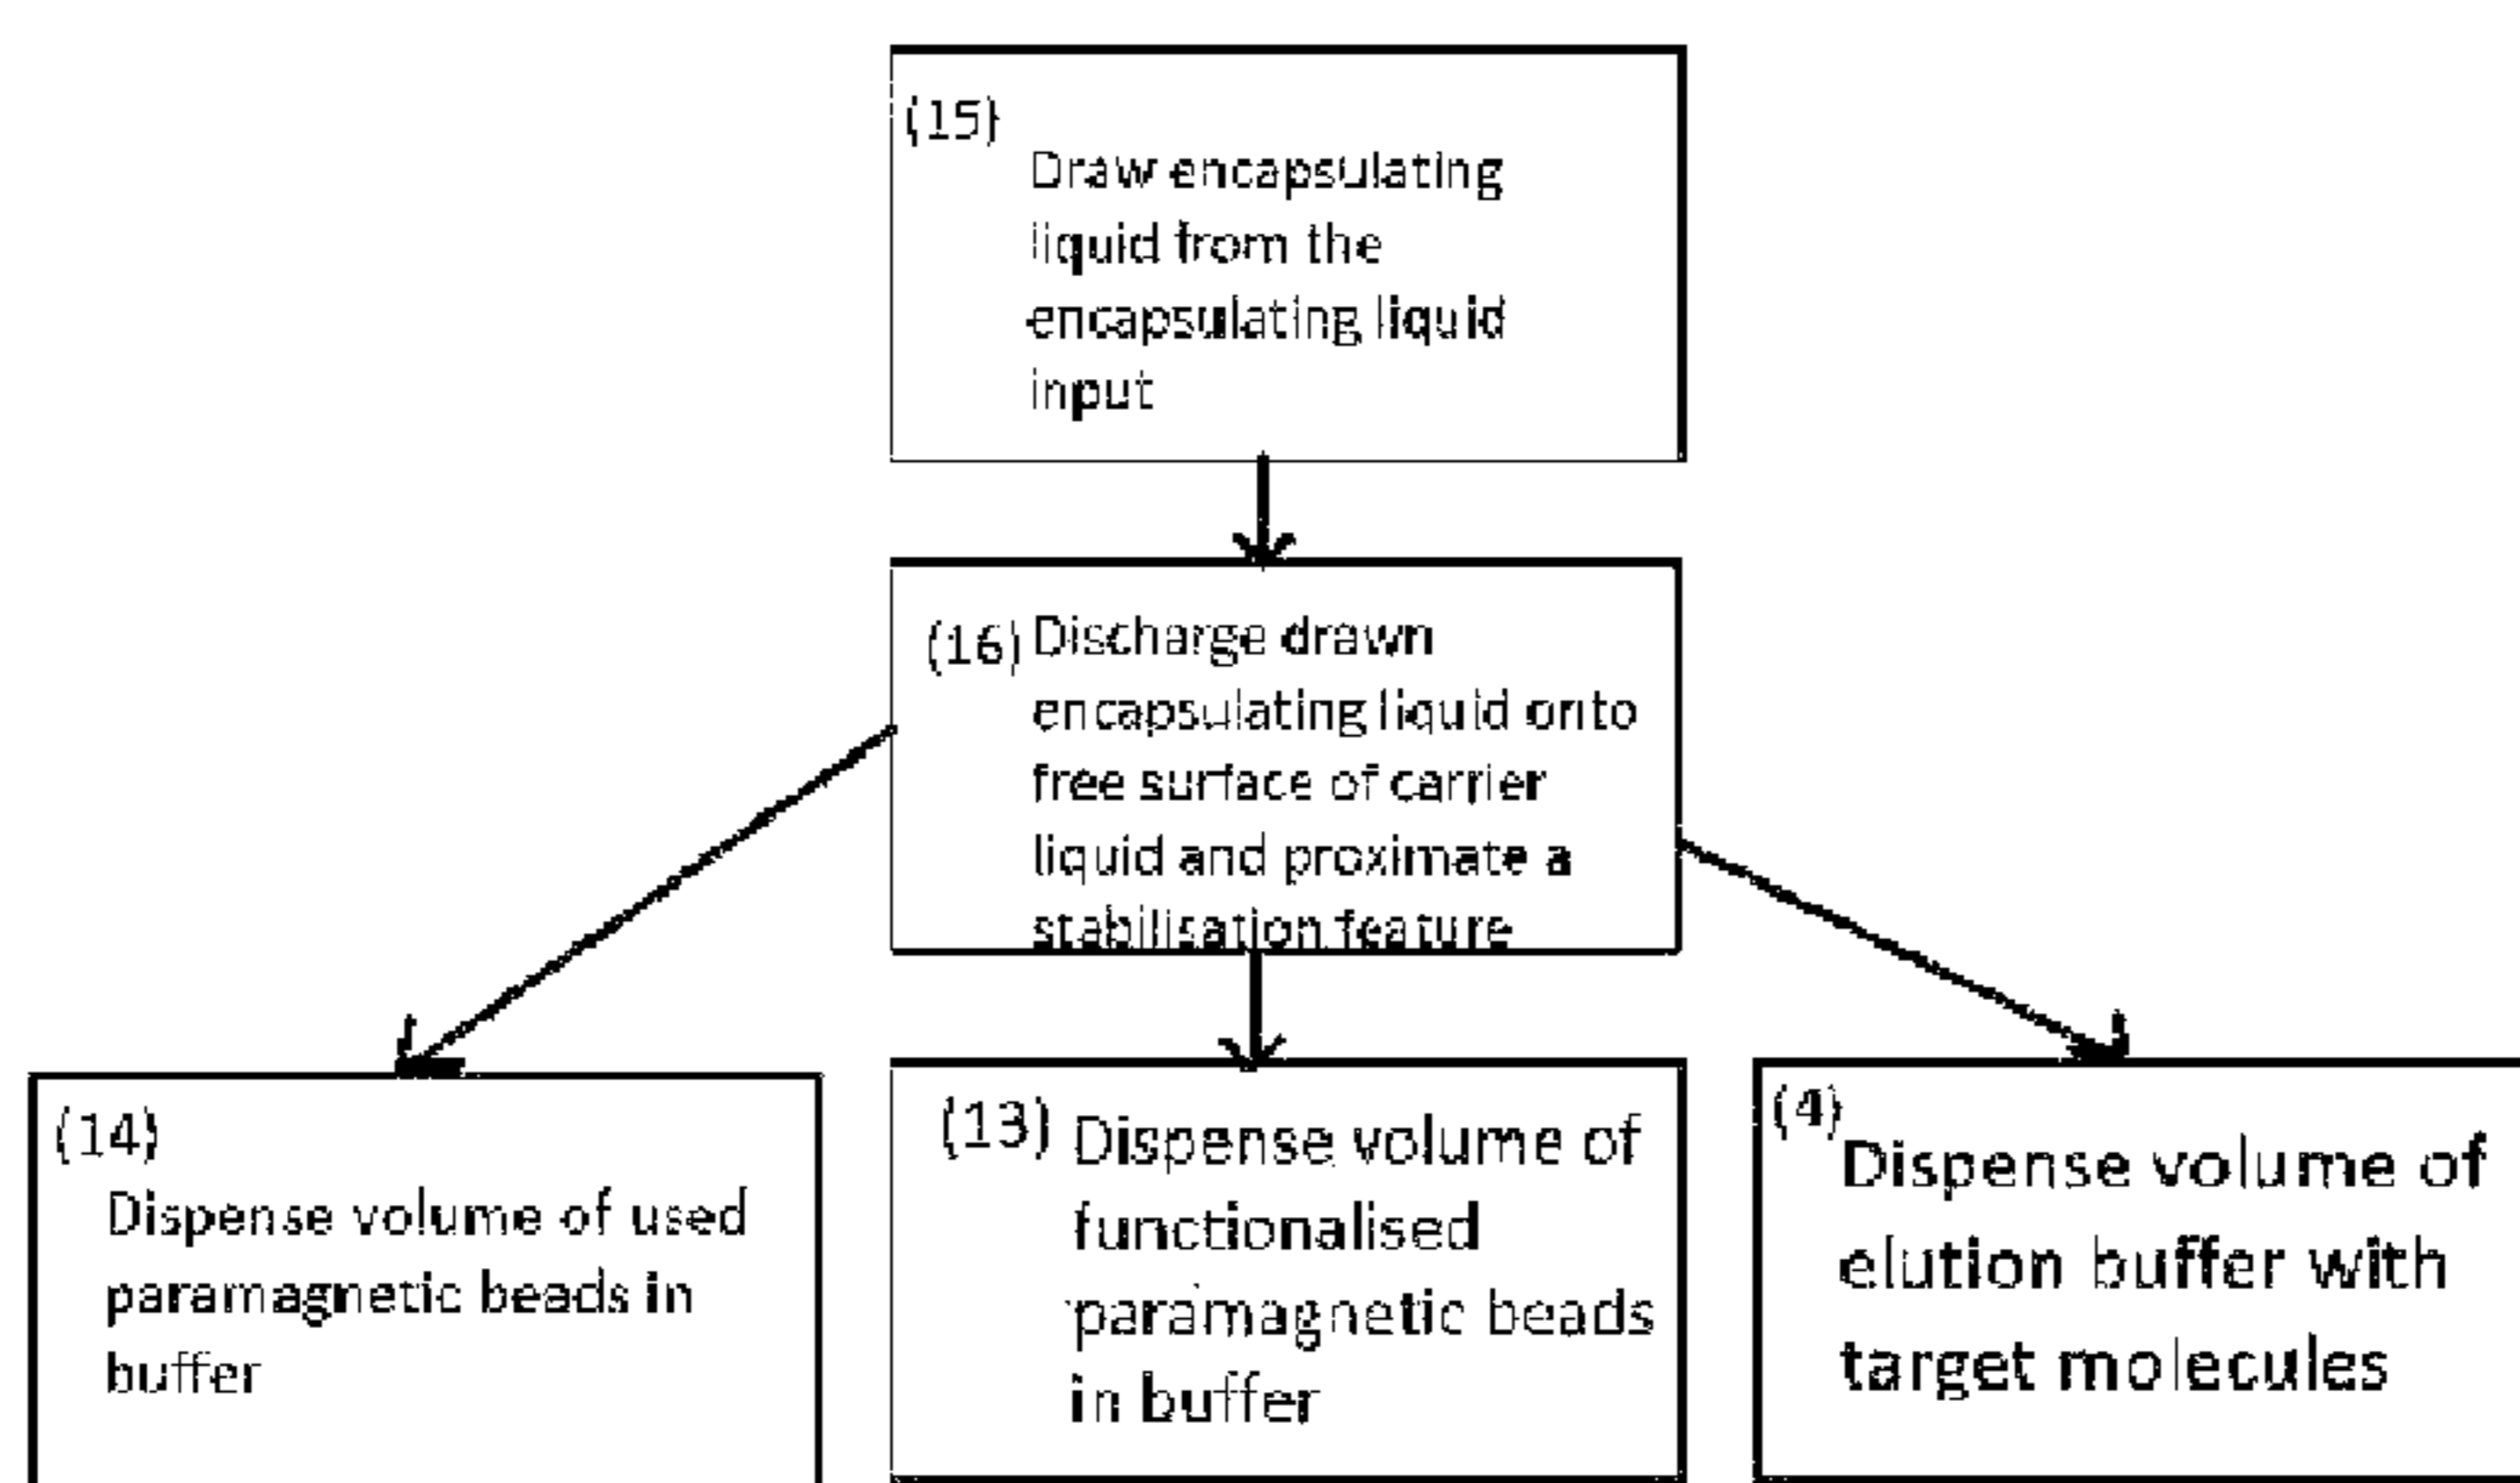 (15)
Draw encapsulating
liquid from the
encapsulating liquid
input
(16) Discharge drawn
encapsulating liquid onto
free surface of carrier
liquid and proximate a
stabilisation feature
(14)
Dispense volume of used
paramagnetic beads in
buffer
(13) Dispense volume of
functionalised
paramagnetic beads
in buffer
(4)
Dispense volume of
elution buffer with
target molecules